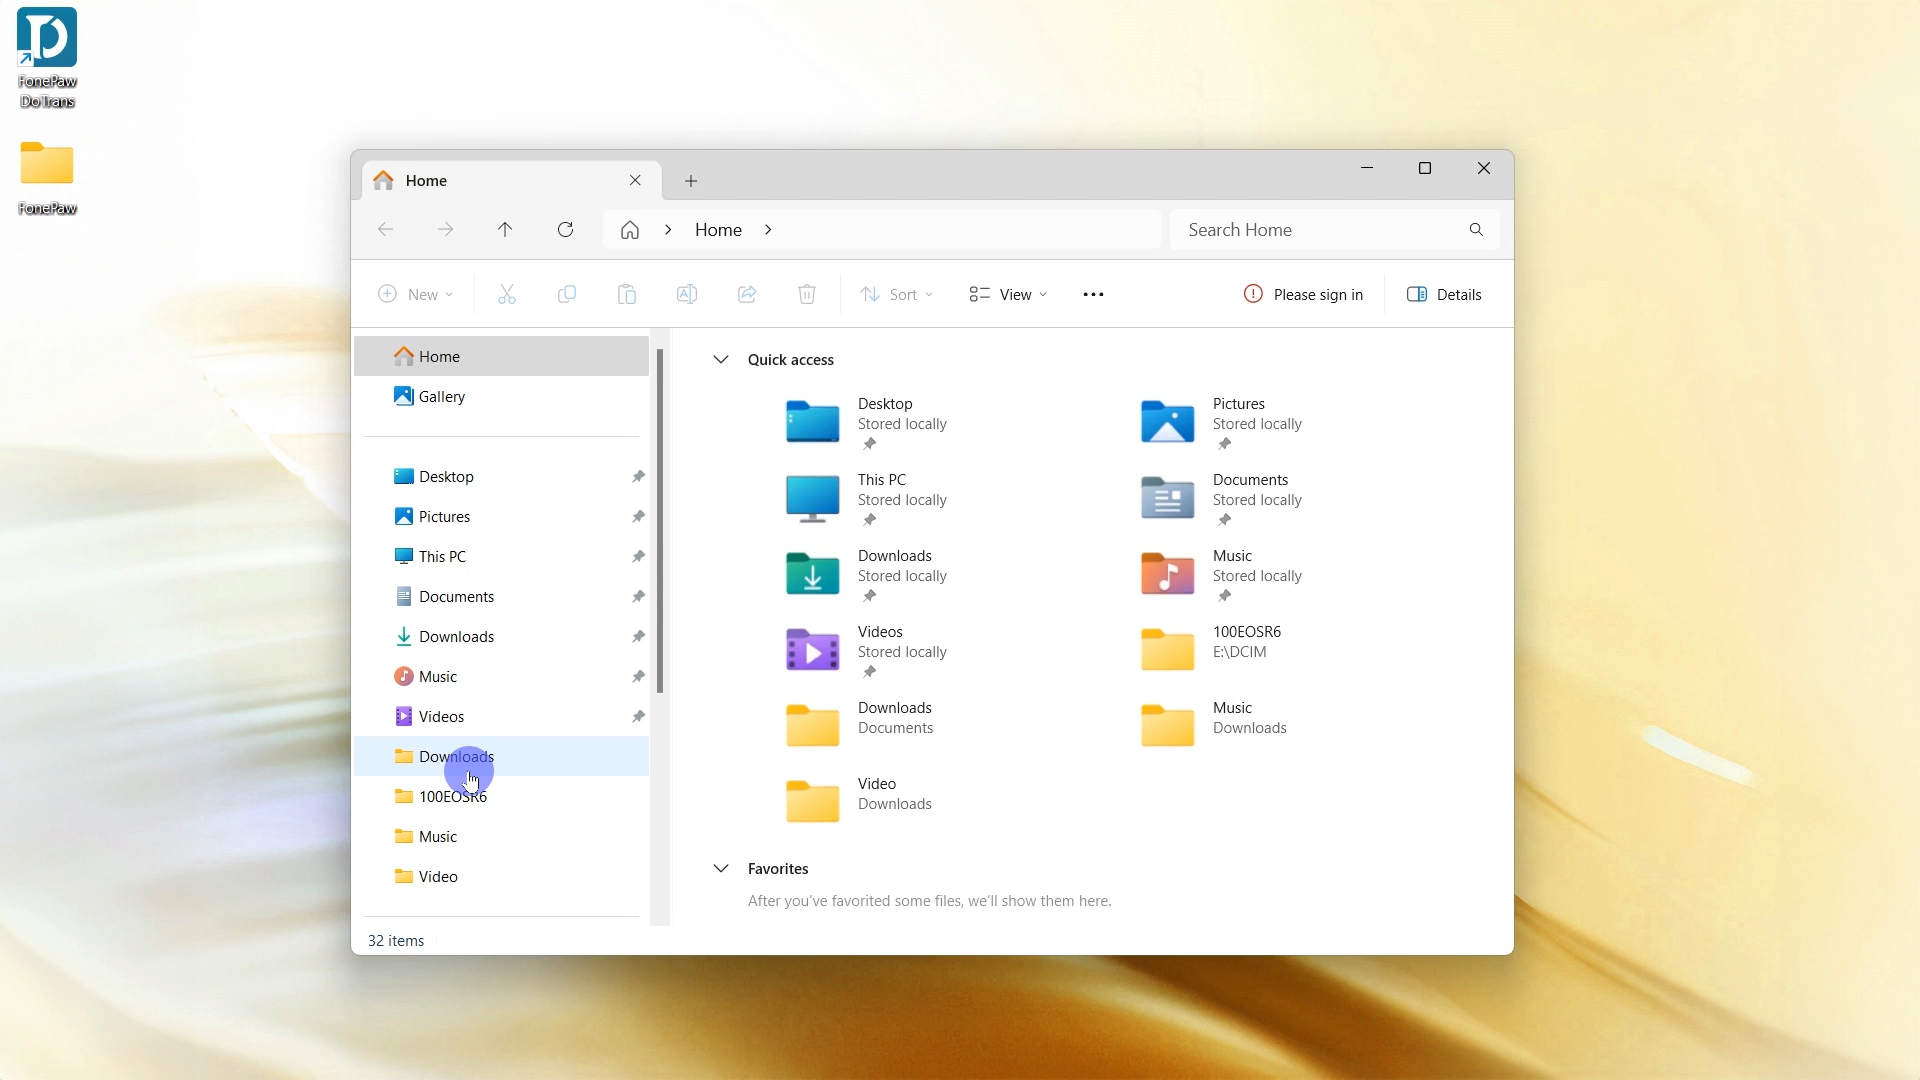 FonePaw
DoTrans
FonePaw
Home
Home
Search Home
New
Sort
View
Please sign in
Details
Home
Gallery
Desktop
Pictures
This PC
Documents
Downloads
Music
Videos
Downloads
100EOSR6
Music
Video
Quick access
Desktop
Stored locally
Pictures
Stored locally
This PC
Stored locally
Documents
Stored locally
Downloads
Stored locally
Music
Stored locally
Videos
Stored locally
100EOSR6
E:\DCIM
Downloads
Documents
Music
Downloads
Video
Downloads
Favorites
After you've favorited some files, we'll show them here.
32 items